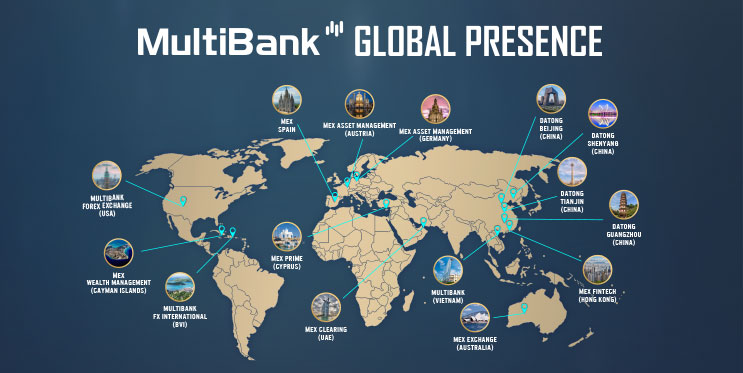 MULTIBANK GLOBAL PRESENCE
MEX
SPAIN
MEX ASSET MANAGEMENT
(AUSTRIA)
MEX ASSET MANAGEMENT
(GERMANY)
DATONG
BEIJING
(CHINA)
DATONG
SHENYANG
(CHINA)
MULTIBANK
FOREX EXCHANGE
(USA)
DATONG
TIANJIN
(CHINA)
DATONG
GUANGZHOU
(CHINA)
MEX
WEALTH MANAGEMENT
(CAYMAN ISLANDS)
MEX PRIME
(CYPRUS)
MULTIBANK
FX INTERNATIONAL
(BVI)
MEX CLEARING
(UAE)
MULTIBANK
(VIETNAM)
MEX FINTECH
(HONG KONG)
MEX EXCHANGE
(AUSTRALIA)